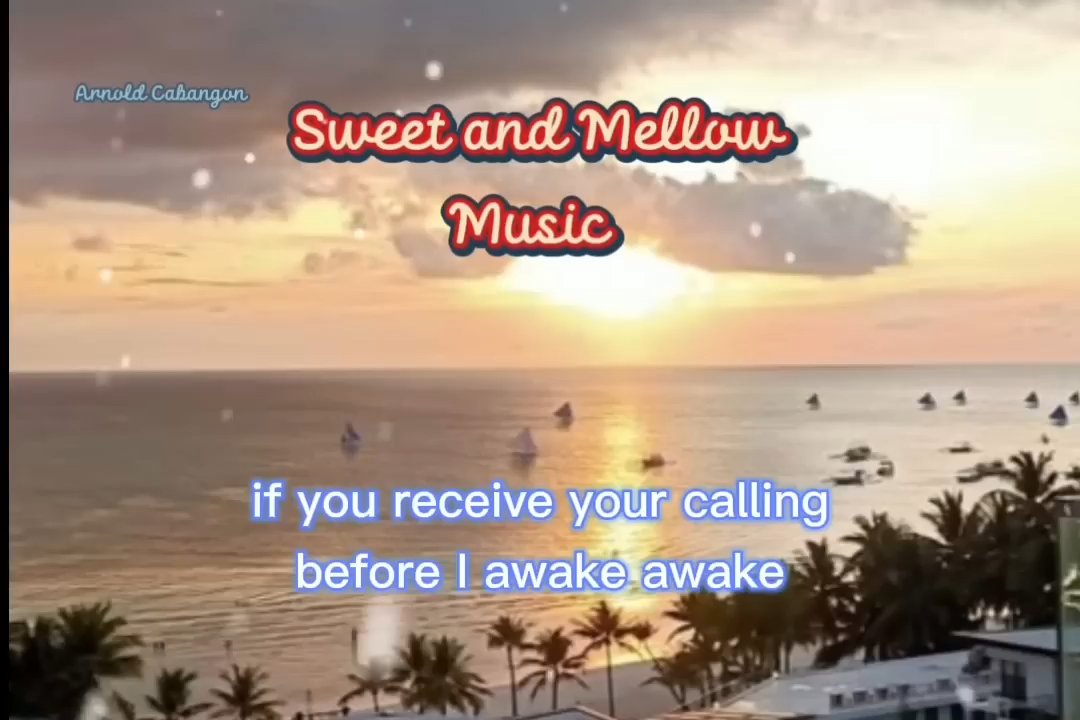 Arnold Cabangon
Sweet and Mellow
Music
if you receive your calling
before I awake awake